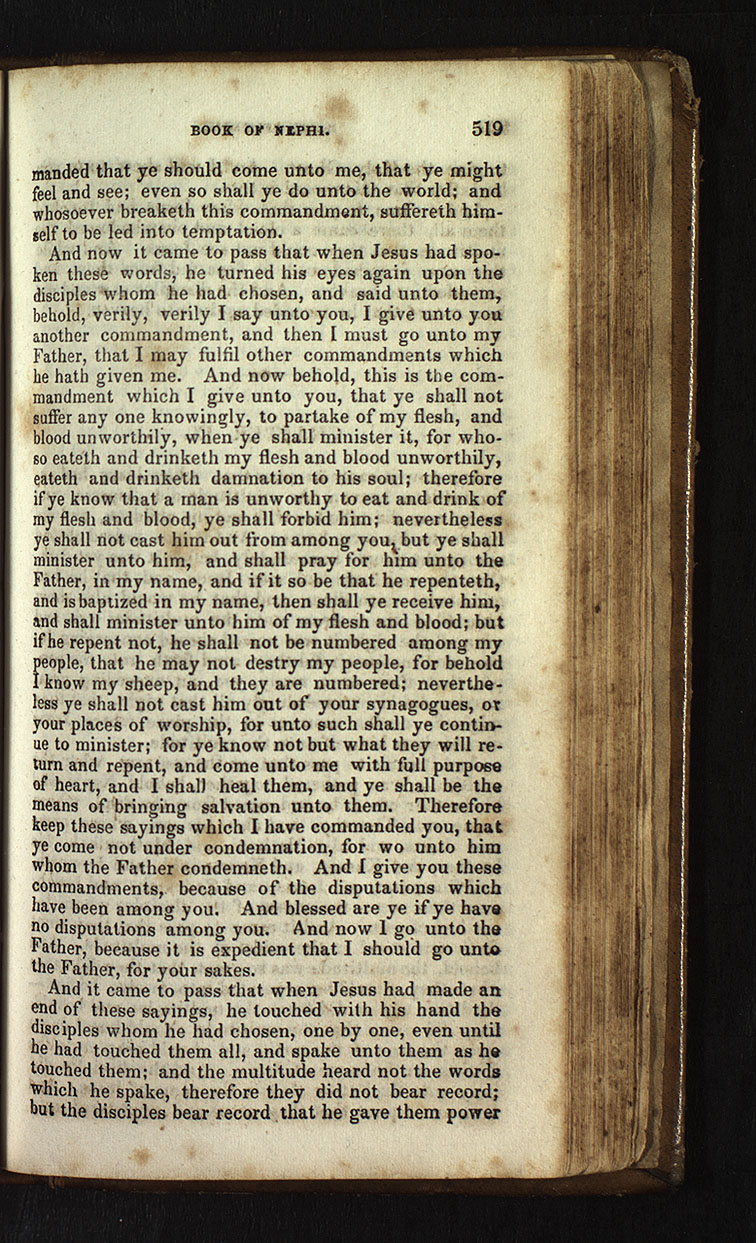 BOOK OF NEPHI. 519
manded that ye should come unto me, that ye might
feel and see; even so shall ye do unto the world; and
whosoever breaketh this commandment, suffereth him-
self to be led into temptation.
And now it came to pass that when Jesus had spo-
ken these words, he turned his eyes again upon the
disciples whom he had chosen, and said unto them,
behold, verily, verily I say unto you, I give unto you
another commandment, and then I must go unto my
Father, that I may fulfil other commandments which
he hath given me. And now behold, this is the com-
mandment which I give unto you, that ye shall not
suffer any one knowingly, to partake of my flesh, and
blood unworthily, when ye shall minister it, for who-
so eateth and drinketh my flesh and blood unworthily,
eateth and drinketh damnation to his soul; therefore
if ye know that a man is unworthy to eat and drink of
my flesh and blood, ye shall forbid him; nevertheless
ye shall not cast him out from among you, but ye shall
minister unto him, and shall pray for him unto the
Father, in my name, and if it so be that he repenteth,
and is baptized in my name, then shall ye receive him,
and shall minister unto him of my flesh and blood; but
if he repent not, he shall not be numbered among my
people, that he may not destry my people, for behold
I know my sheep, and they are numbered; neverthe-
less ye shall not cast him out of your synagogues, or
your places of worship, for unto such shall ye contin-
ue to minister; for ye know not but what they will re-
turn and repent, and come unto me with full purpose
of heart, and I shall heal them, and ye shall be the
means of bringing salvation unto them. Therefore
keep these sayings which I have commanded you, that
ye come not under condemnation, for wo unto him
whom the Father condemneth. And I give you these
commandments, because of the disputations which
have been among you. And blessed are ye if ye have
no disputations among you. And now I go unto the
Father, because it is expedient that I should go unto
the Father, for your sakes.
And it came to pass that when Jesus had made an
end of these sayings, he touched with his hand the
disciples whom he had chosen, one by one, even until
he had touched them all, and spake unto them as he
touched them; and the multitude heard not the words
which he spake, therefore they did not bear record;
but the disciples bear record that he gave them power